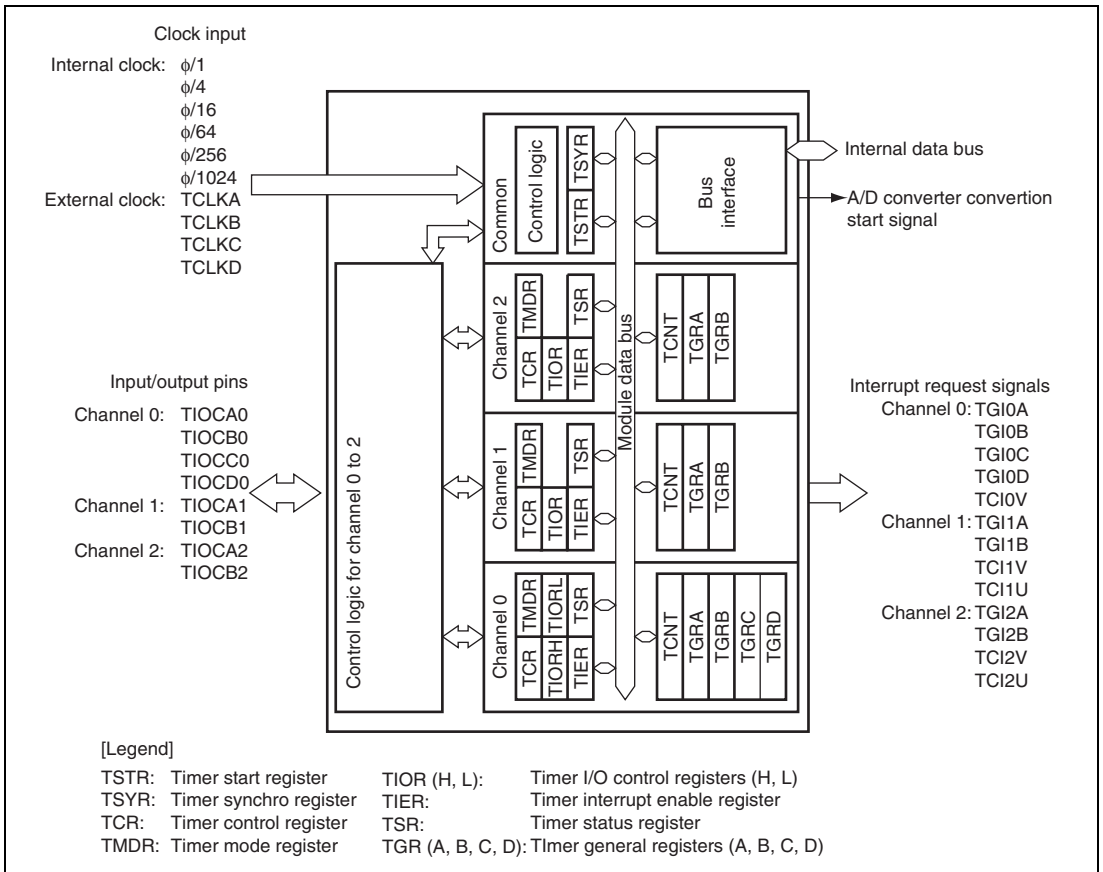 Clock input
Internal clock: ϕ/1
ϕ/4
ϕ/16
ϕ/64
ϕ/256
ϕ/1024
External clock: TCLKA
TCLKB
TCLKC
TCLKD
Input/output pins
Channel 0: TIOCA0
TIOCB0
TIOCC0
TIOCD0
Channel 1: TIOCA1
TIOCB1
Channel 2: TIOCA2
TIOCB2
Control logic for channel 0 to 2
Common
Control logic
TSTR TSYR
Bus
interface
Channel 2
TMDR TSR
TCR TIOR TIER
TCNT
TGRA
TGRB
Channel 1
TMDR TSR
TCR TIOR TIER
TCNT
TGRA
TGRB
Channel 0
TMDR TIORL TSR
TCR TIORH TIER
TCNT
TGRA
TGRB
TGRC
TGRD
Module data bus
Internal data bus
A/D converter convertion
start signal
Interrupt request signals
Channel 0: TGI0A
TGI0B
TGI0C
TGI0D
TCI0V
Channel 1: TGI1A
TGI1B
TCI1V
TCI1U
Channel 2: TGI2A
TGI2B
TCI2V
TCI2U
[Legend]
TSTR: Timer start register
TSYR: Timer synchro register
TCR: Timer control register
TMDR: Timer mode register
TIOR (H, L): Timer I/O control registers (H, L)
TIER: Timer interrupt enable register
TSR: Timer status register
TGR (A, B, C, D): TImer general registers (A, B, C, D)